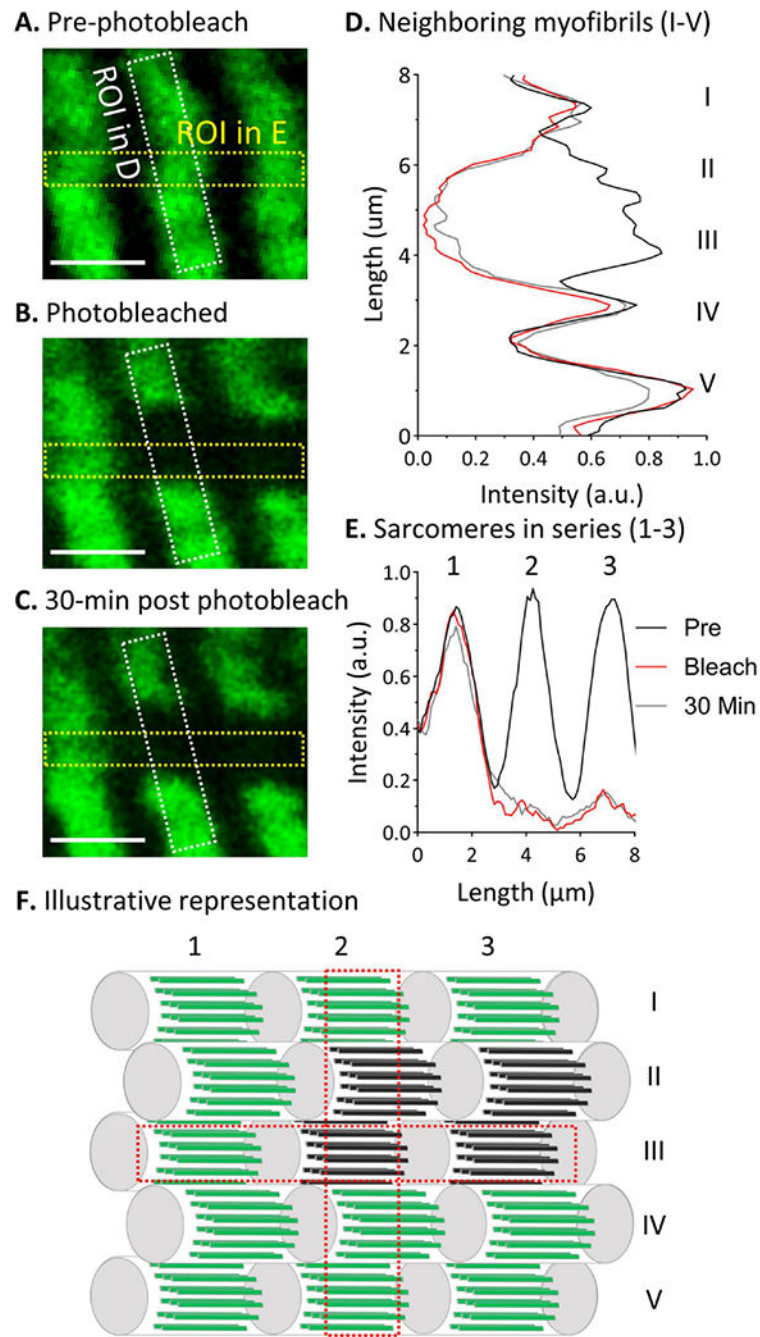 A. Pre-photobleach
ROI in D
ROI in E
B. Photobleached
C. 30-min post photobleach
D. Neighboring myofibrils (I-V)
8
6
4
2
0
Length (um)
0.0 0.2 0.4 0.6 0.8 1.0
Intensity (a.u.)
I
II
III
IV
V
E. Sarcomeres in series (1-3)
1 2 3
1.0
0.8
0.6
0.4
0.2
0.0
Intensity (a.u.)
0 2 4 6 8
Length (μm)
Pre
Bleach
30 Min
F. Illustrative representation
1 2 3
I
II
III
IV
V